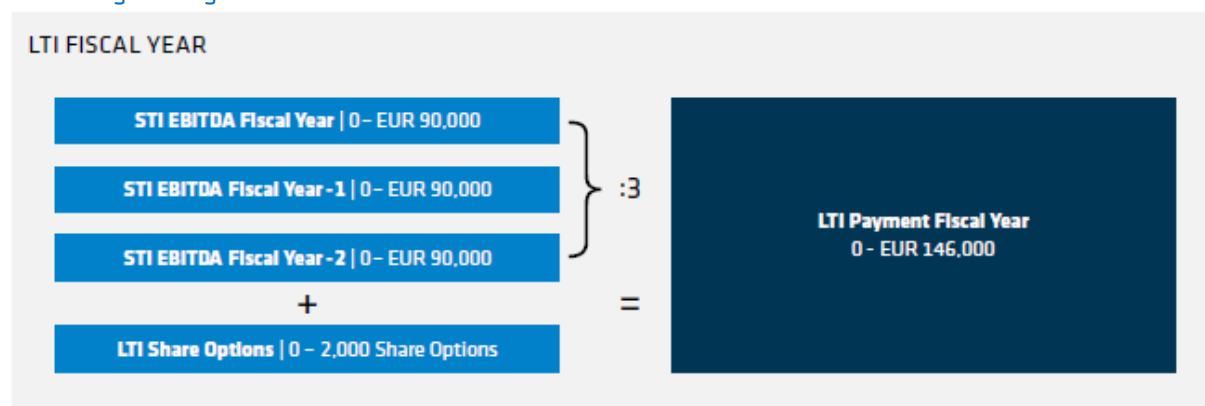 LTI FISCAL YEAR
STI EBITDA Fiscal Year | 0 – EUR 90,000
STI EBITDA Fiscal Year -1 | 0 – EUR 90,000
:3
STI EBITDA Fiscal Year -2 | 0 – EUR 90,000
+
=
LTI Share Options | 0 – 2,000 Share Options
LTI Payment Fiscal Year
0 - EUR 146,000